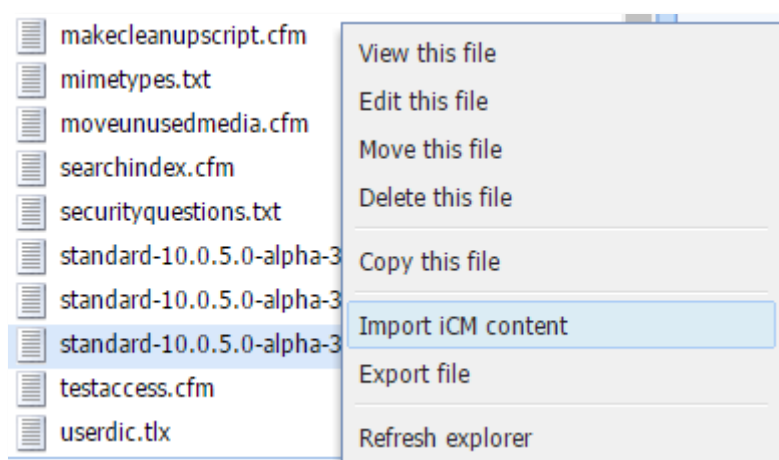 makecleanupscript.cfm
mimetypes.txt
moveunusedmedia.cfm
searchindex.cfm
securityquestions.txt
standard-10.0.5.0-alpha-3
standard-10.0.5.0-alpha-3
standard-10.0.5.0-alpha-3
testaccess.cfm
userdic.tlx
View this file
Edit this file
Move this file
Delete this file
Copy this file
Import iCM content
Export file
Refresh explorer